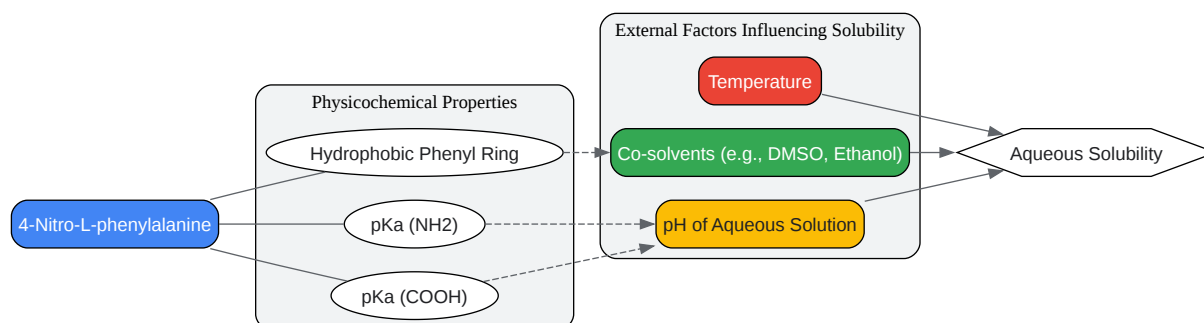 External Factors Influencing Solubility
Temperature
Physicochemical Properties
Hydrophobic Phenyl Ring
Co-solvents (e.g., DMSO, Ethanol)
Aqueous Solubility
4-Nitro-L-phenylalanine
pKa (NH2)
pH of Aqueous Solution
pKa (COOH)